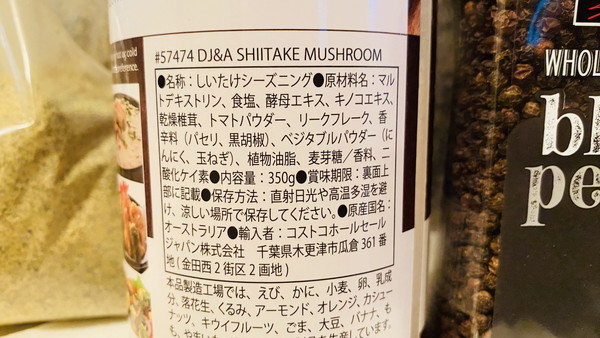 #57474 DJ&A SHIITAKE MUSHROOM
●名称：しいたけシーズニング●原材料名：マル
トデキストリン、食塩、酵母エキス、キノコエキス、
乾燥椎茸、トマトパウダー、リークフレーク、香
辛料（パセリ、黒胡椒）、ベジタブルパウダー（に
んにく、玉ねぎ）、植物油脂、麦芽糖／香料、二
酸化ケイ素●内容量：350g●賞味期限：裏面上
部に記載●保存方法：直射日光や高温多湿を避
け、涼しい場所で保存してください。●原産国名：
オーストラリア●輸入者：コストコホールセール
ジャパン株式会社　千葉県木更津市瓜倉 361 番
地 ( 金田西 2 街区 2 画地 )
本品製造工場では、えび、かに、小麦、卵、乳成
分、落花生、くるみ、アーモンド、オレンジ、カシュー
ナッツ、キウイフルーツ、ごま、大豆、バナナ、も
or cold
WHOL
bl
pe